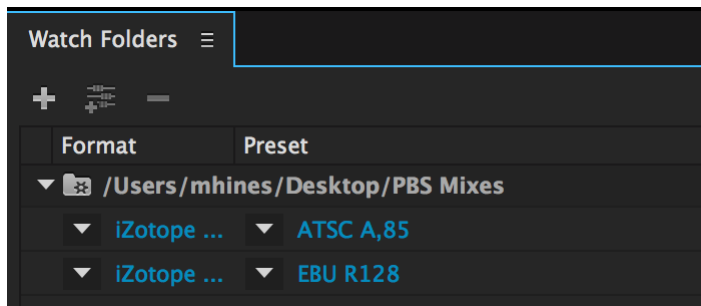 Watch Folders
Format Preset
/Users/mhines/Desktop/PBS Mixes
iZotope ... ATSC A,85
iZotope ... EBU R128